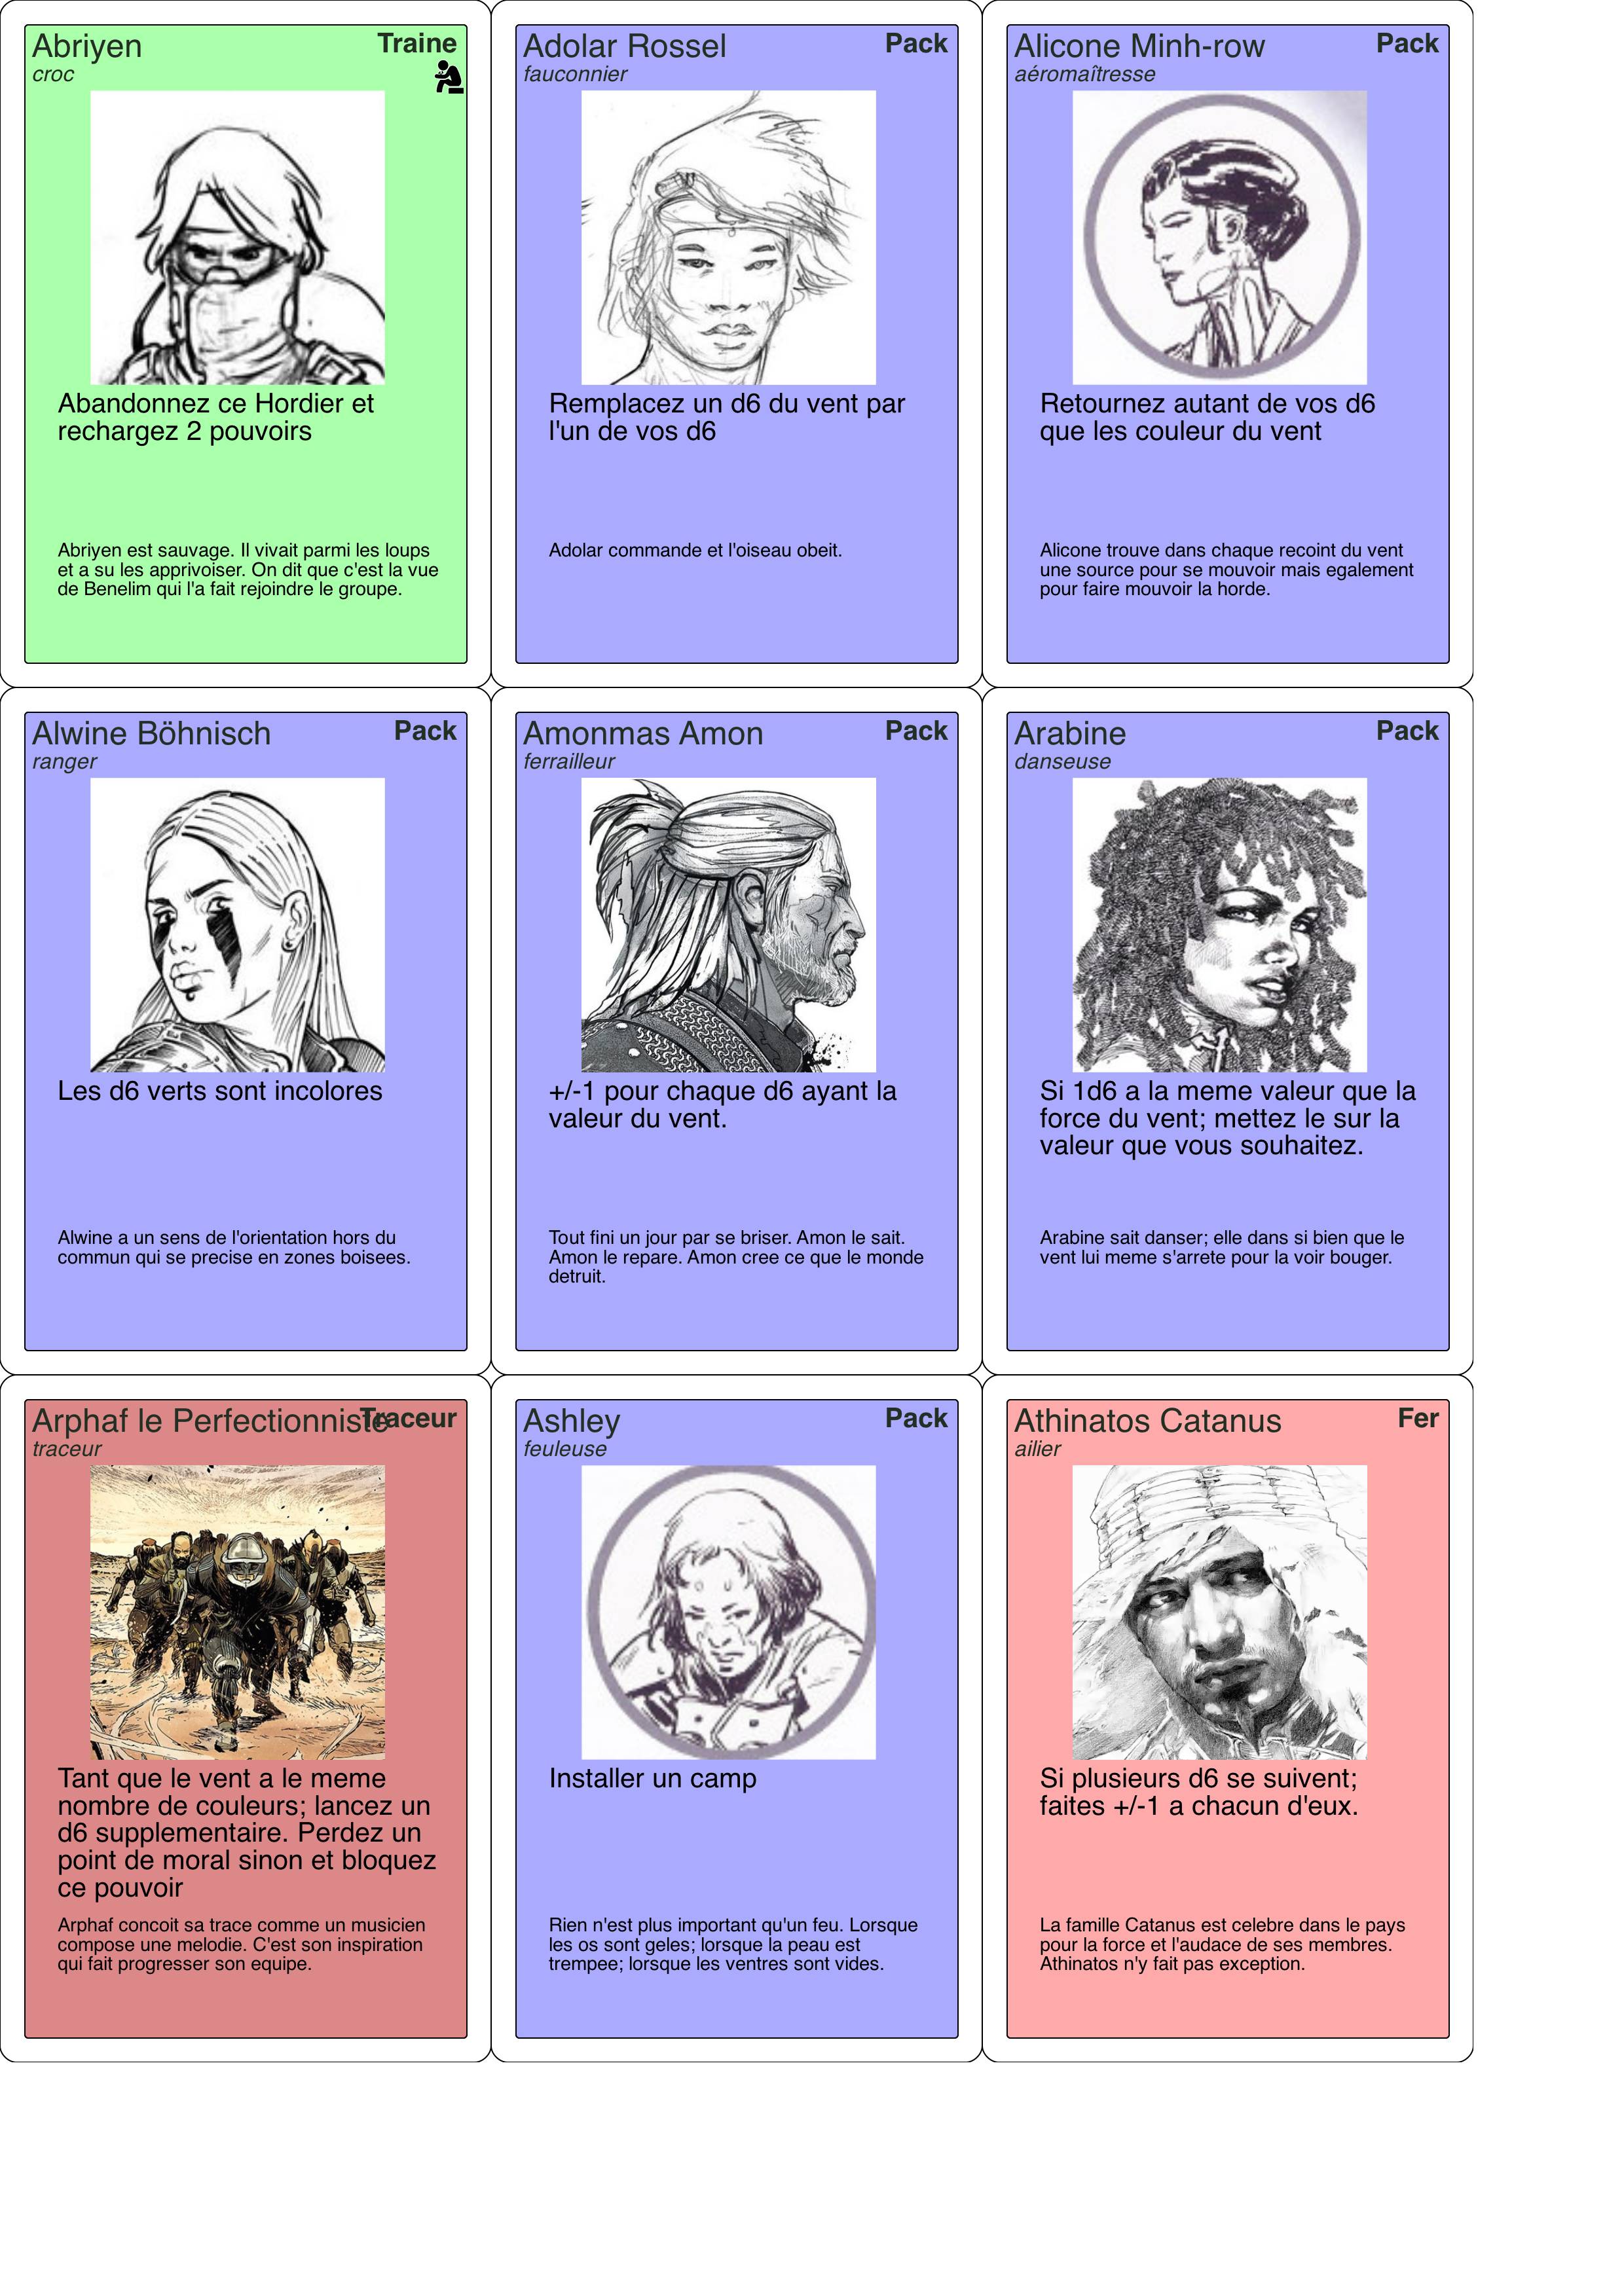 Abriyen
Traine
croc
Abandonnez ce Hordier et
rechargez 2 pouvoirs
Abriyen est sauvage. Il vivait parmi les loups
et a su les apprivoiser. On dit que c'est la vue
de Benelim qui l'a fait rejoindre le groupe.
Adolar Rossel
Pack
fauconnier
Remplacez un d6 du vent par
l'un de vos d6
Adolar commande et l'oiseau obeit.
Alicone Minh-row
Pack
aéromaîtresse
Retournez autant de vos d6
que les couleur du vent
Alicone trouve dans chaque recoint du vent
une source pour se mouvoir mais egalement
pour faire mouvoir la horde.
Alwine Böhnisch
Pack
ranger
Les d6 verts sont incolores
Alwine a un sens de l'orientation hors du
commun qui se precise en zones boisees.
Amonmas Amon
Pack
ferrailleur
+/-1 pour chaque d6 ayant la
valeur du vent.
Tout fini un jour par se briser. Amon le sait.
Amon le repare. Amon cree ce que le monde
detruit.
Arabine
Pack
danseuse
Si 1d6 a la meme valeur que la
force du vent; mettez le sur la
valeur que vous souhaitez.
Arabine sait danser; elle dans si bien que le
vent lui meme s'arrete pour la voir bouger.
Arphaf le Perfectionniste
Traceur
traceur
Tant que le vent a le meme
nombre de couleurs; lancez un
d6 supplementaire. Perdez un
point de moral sinon et bloquez
ce pouvoir
Arphaf concoit sa trace comme un musicien
compose une melodie. C'est son inspiration
qui fait progresser son equipe.
Ashley
Pack
feuleuse
Installer un camp
Rien n'est plus important qu'un feu. Lorsque
les os sont geles; lorsque la peau est
trempee; lorsque les ventres sont vides.
Athinatos Catanus
Fer
ailier
Si plusieurs d6 se suivent;
faites +/-1 a chacun d'eux.
La famille Catanus est celebre dans le pays
pour la force et l'audace de ses membres.
Athinatos n'y fait pas exception.